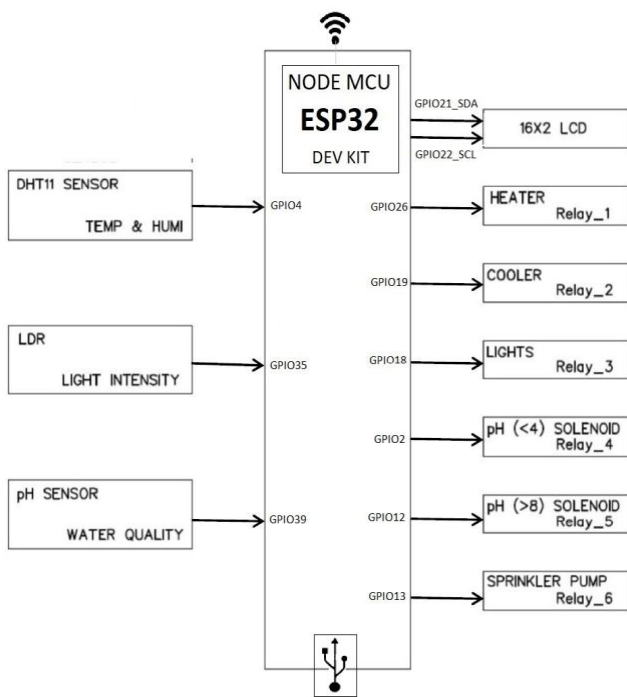 NODE MCU
ESP32
DEV KIT
GPIO21_SDA
16X2 LCD
GPIO22_SCL
DHT11 SENSOR
TEMP & HUMI
GPIO4
GPIO26
HEATER
Relay_1
GPIO19
COOLER
Relay_2
LDR
LIGHT INTENSITY
GPIO35
GPIO18
LIGHTS
Relay_3
GPIO2
pH (<4) SOLENOID
Relay_4
pH SENSOR
WATER QUALITY
GPIO39
GPIO12
pH (>8) SOLENOID
Relay_5
GPIO13
SPRINKLER PUMP
Relay_6